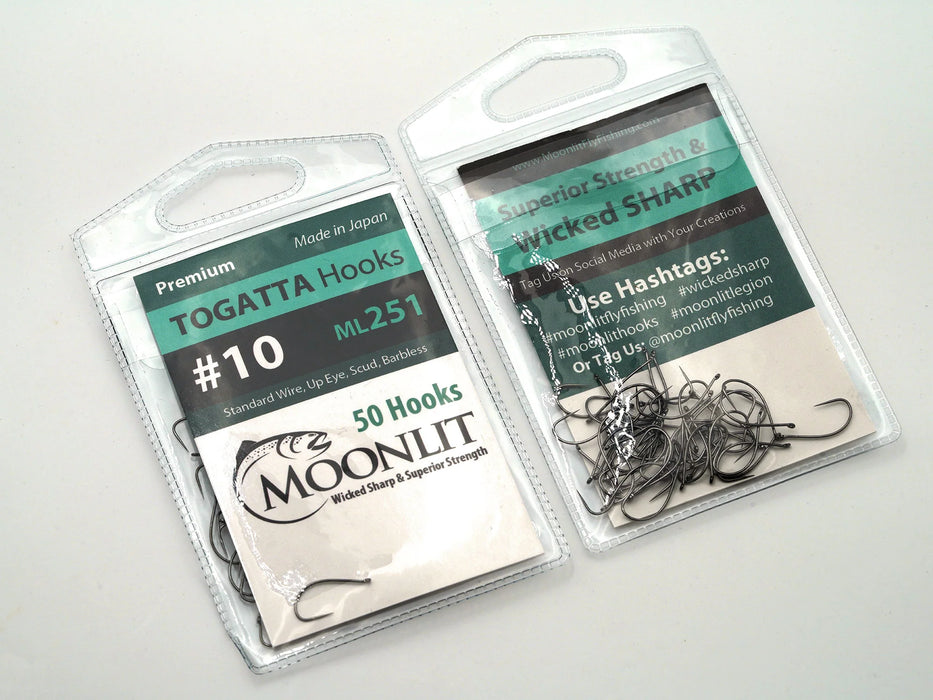 Premium
Made in Japan
TOGATTA Hooks
#10
ML251
Standard Wire, Up Eye, Scud, Barbless
50 Hooks
MOONLIT
Wicked Sharp & Superior Strength
www.MoonlitFlyFishing.com
Superior Strength &
Wicked SHARP
Tag Us on Social Media with Your Creations
Use Hashtags:
#moonlitflyfishing #wickedsharp
#moonlithooks #moonlitlegion
Or Tag Us: @moonlitflyfishing